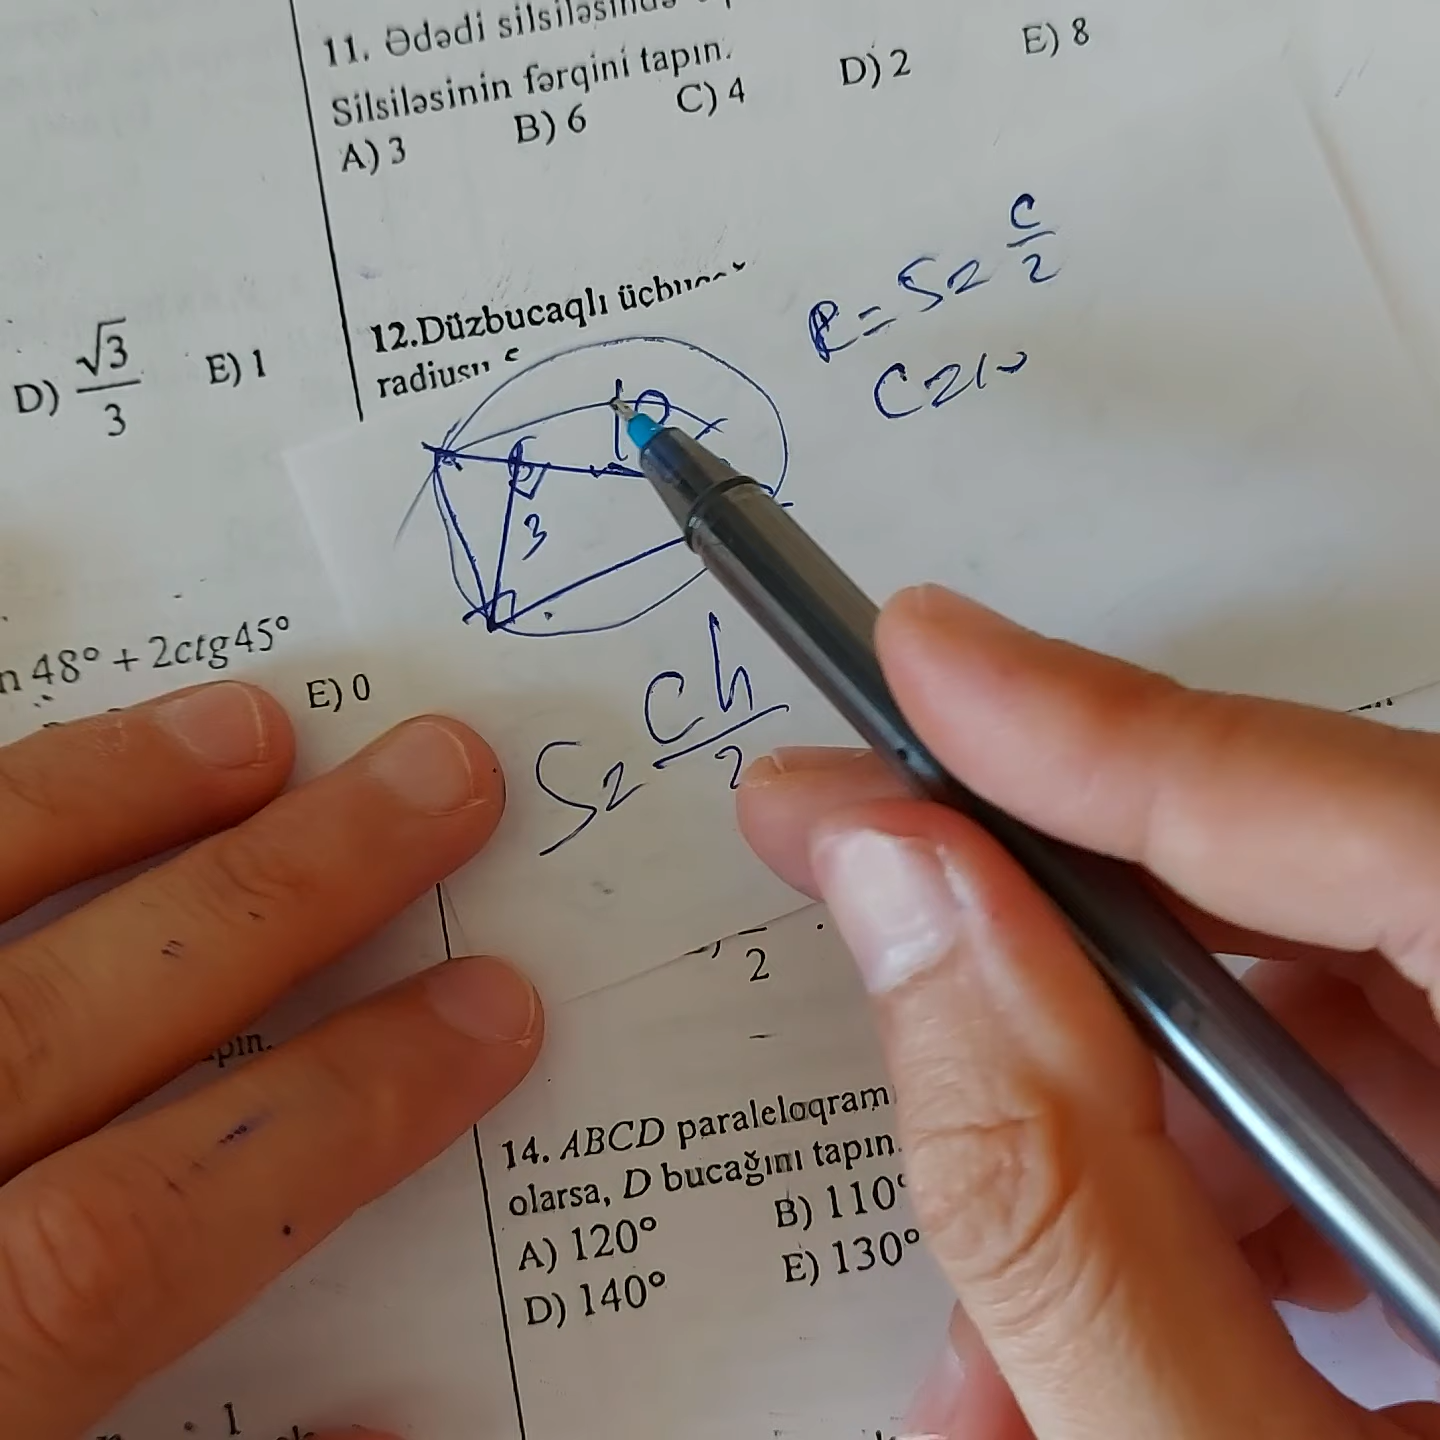 11. Ədədi silsiləsində
Silsiləsinin fərqini tapın.
A) 3 B) 6 C) 4 D) 2 E) 8
D) √3/3 E) 1
12.Düzbucaqlı
radiusu
R = 5 = c/2
C = 10
10
3
S = ch/2
48° + 2ctg45°
E) 0
2
14. ABCD paraleloqram
olarsa, D bucağını tapın.
A) 120° B) 110°
D) 140° E) 130°
1